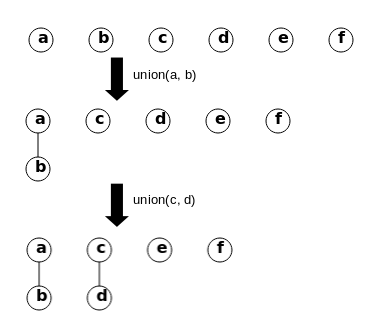 a b c d e f
union(a, b)
a c d e f
b
union(c, d)
a c e f
b d